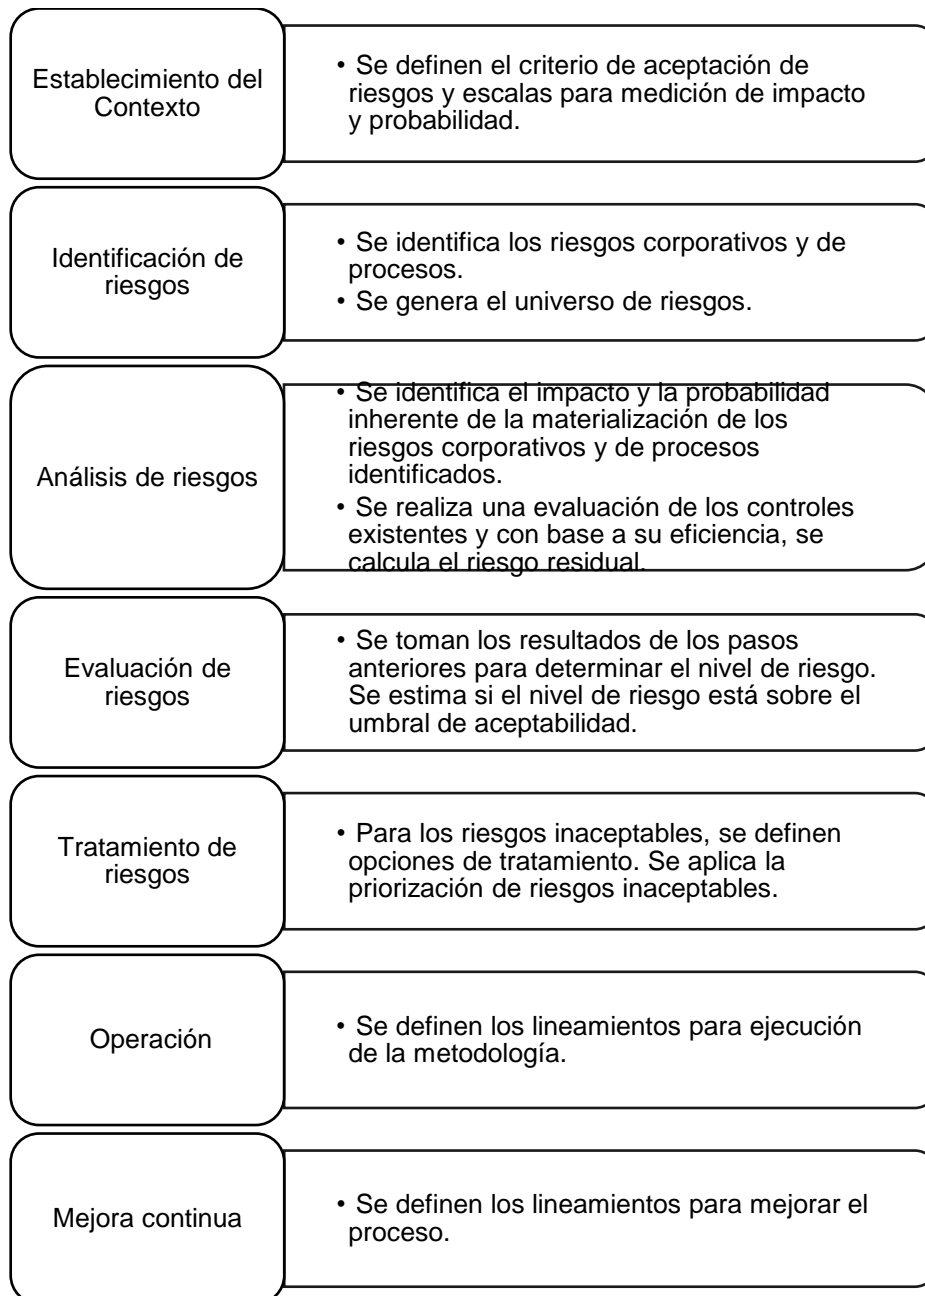 Establecimiento del
Contexto
• Se definen el criterio de aceptación de
riesgos y escalas para medición de impacto
y probabilidad.
Identificación de
riesgos
• Se identifica los riesgos corporativos y de
procesos.
• Se genera el universo de riesgos.
Análisis de riesgos
• Se identifica el impacto y la probabilidad
inherente de la materialización de los
riesgos corporativos y de procesos
identificados.
• Se realiza una evaluación de los controles
existentes y con base a su eficiencia, se
calcula el riesgo residual.
Evaluación de
riesgos
• Se toman los resultados de los pasos
anteriores para determinar el nivel de riesgo.
Se estima si el nivel de riesgo está sobre el
umbral de aceptabilidad.
Tratamiento de
riesgos
• Para los riesgos inaceptables, se definen
opciones de tratamiento. Se aplica la
priorización de riesgos inaceptables.
Operación
• Se definen los lineamientos para ejecución
de la metodología.
Mejora continua
• Se definen los lineamientos para mejorar el
proceso.